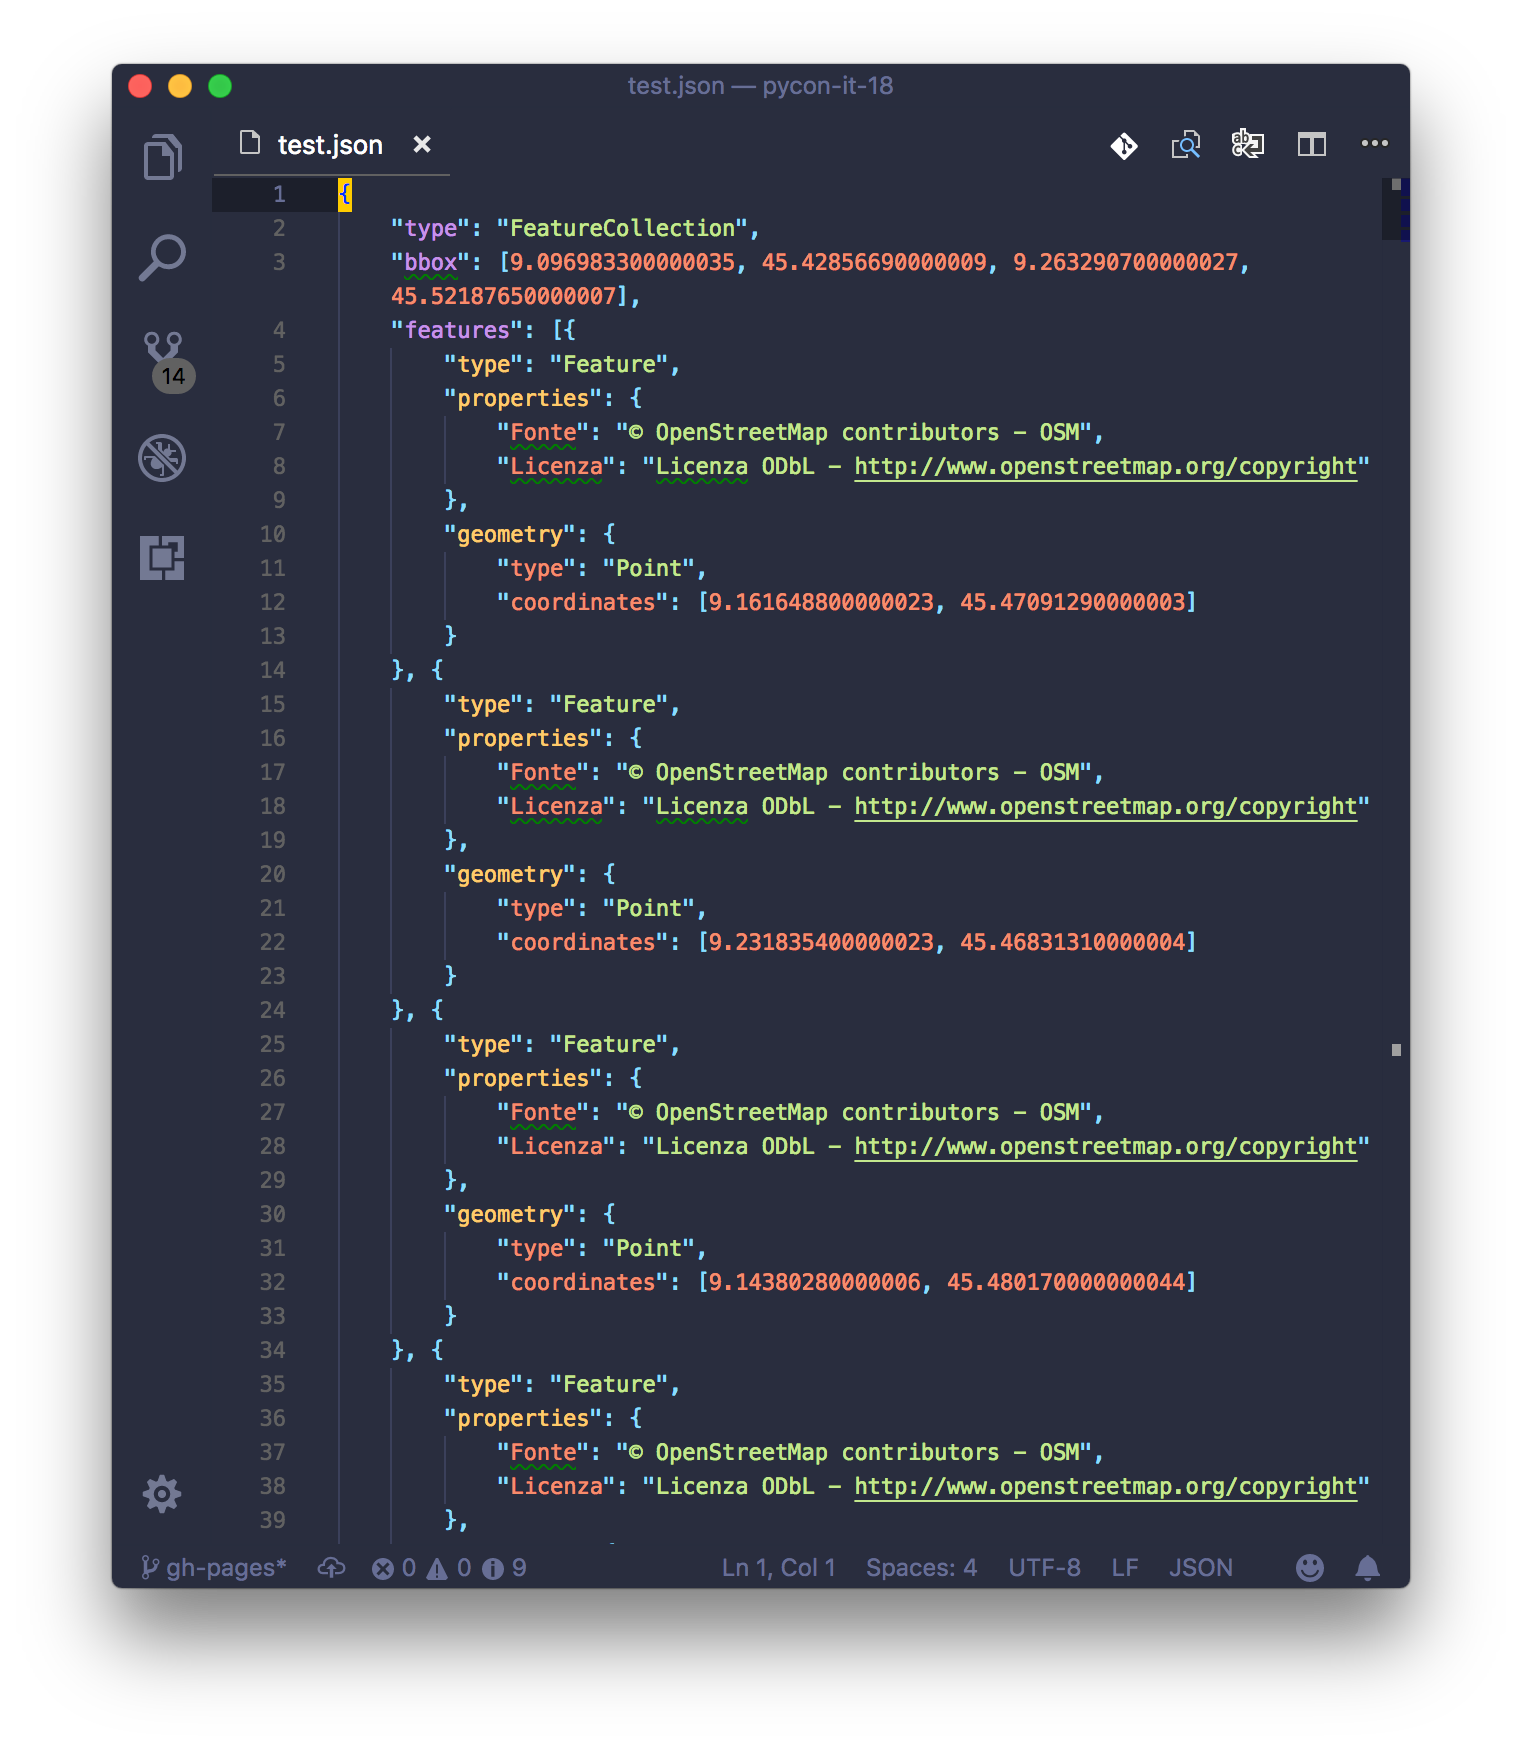 test.json — pycon-it-18
test.json
1 {
2 "type": "FeatureCollection",
3 "bbox": [9.096983300000035, 45.42856690000009, 9.263290700000027,
45.52187650000007],
4 "features": [{
5 "type": "Feature",
6 "properties": {
7 "Fonte": "© OpenStreetMap contributors - OSM",
8 "Licenza": "Licenza ODbL - http://www.openstreetmap.org/copyright"
9 },
10 "geometry": {
11 "type": "Point",
12 "coordinates": [9.161648800000023, 45.47091290000003]
13 }
14 }, {
15 "type": "Feature",
16 "properties": {
17 "Fonte": "© OpenStreetMap contributors - OSM",
18 "Licenza": "Licenza ODbL - http://www.openstreetmap.org/copyright"
19 },
20 "geometry": {
21 "type": "Point",
22 "coordinates": [9.231835400000023, 45.46831310000004]
23 }
24 }, {
25 "type": "Feature",
26 "properties": {
27 "Fonte": "© OpenStreetMap contributors - OSM",
28 "Licenza": "Licenza ODbL - http://www.openstreetmap.org/copyright"
29 },
30 "geometry": {
31 "type": "Point",
32 "coordinates": [9.14380280000006, 45.480170000000044]
33 }
34 }, {
35 "type": "Feature",
36 "properties": {
37 "Fonte": "© OpenStreetMap contributors - OSM",
38 "Licenza": "Licenza ODbL - http://www.openstreetmap.org/copyright"
39 },
14
gh-pages* 0 0 9 Ln 1, Col 1 Spaces: 4 UTF-8 LF JSON